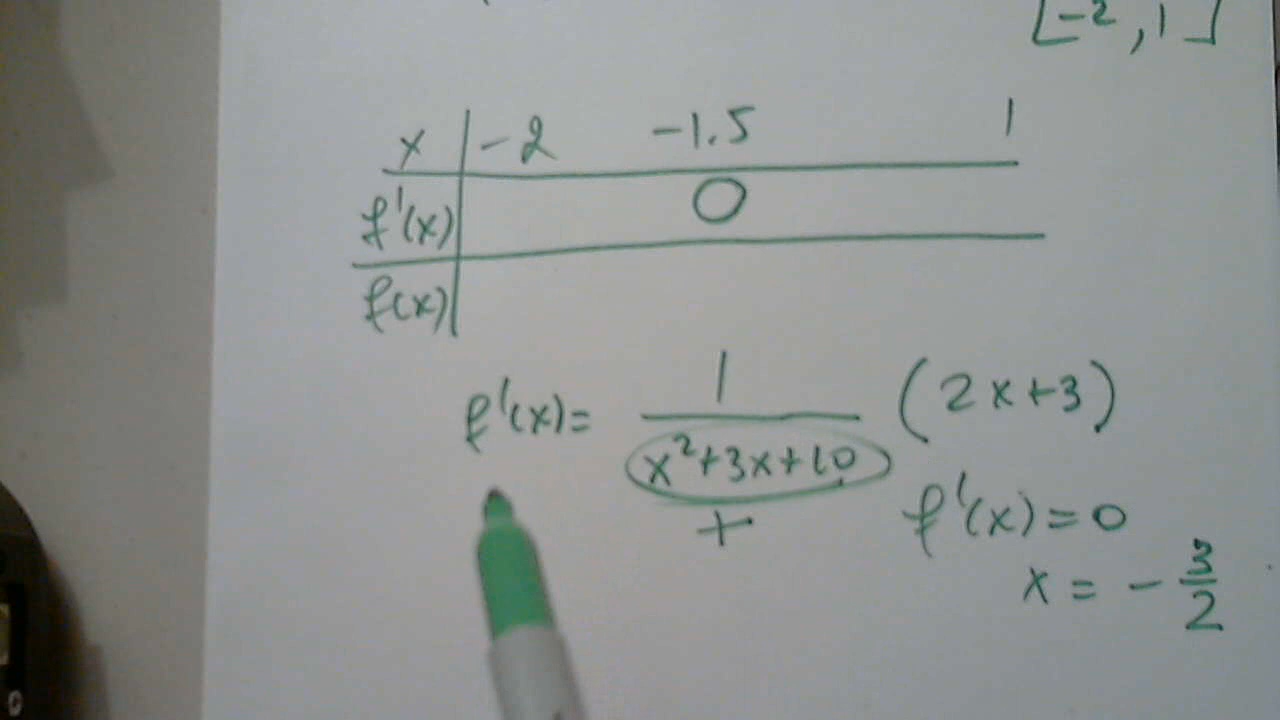 [-2, 1]
x | -2 -1.5 1
f'(x) | 0
f(x) |
f'(x) = 1/(x²+3x+10) (2x+3)
+
f'(x) = 0
x = -3/2